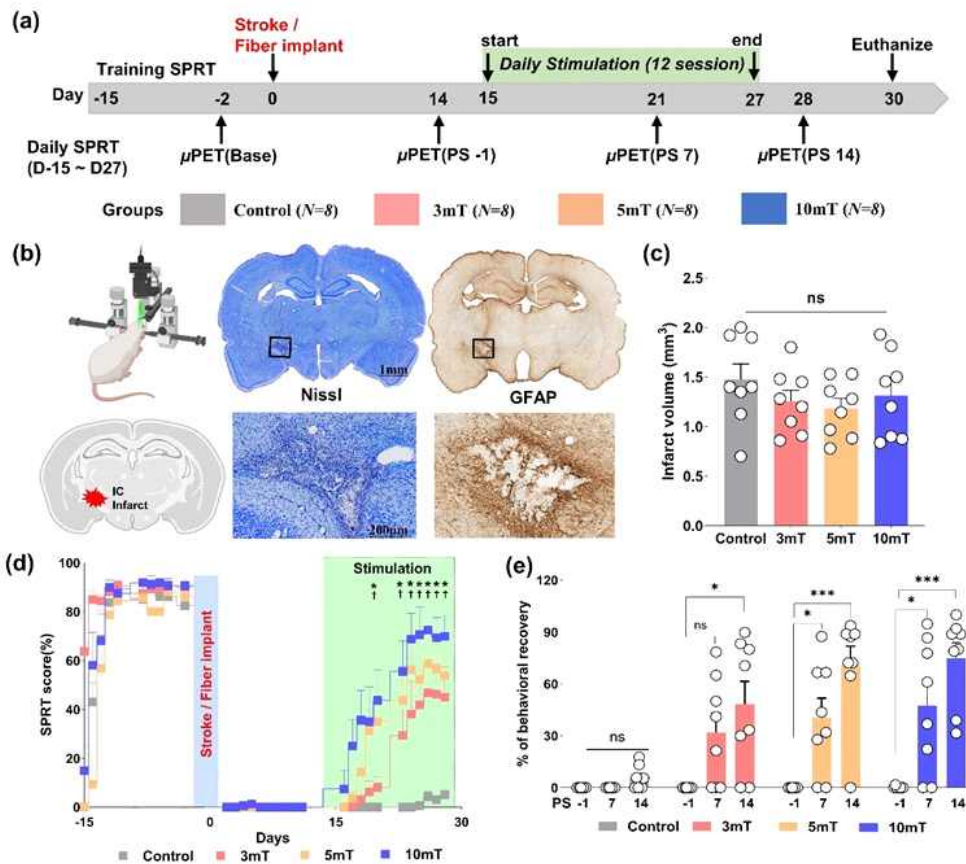 (a)
Stroke /
Fiber implant
start
end
Euthanize
Training SPRT
Daily Stimulation (12 session)
Day
-15
-2
0
14
15
21
27
28
30
Daily SPRT
(D-15 ~ D27)
µPET(Base)
µPET(PS -1)
µPET(PS 7)
µPET(PS 14)
Groups
Control (N=8)
3mT (N=8)
5mT (N=8)
10mT (N=8)
(b)
1mm
Nissl
GFAP
IC
Infarct
200µm
(c)
Infarct volume (mm³)
2.5
2.0
1.5
1.0
0.5
0.0
ns
Control 3mT 5mT 10mT
(d)
SPRT score(%)
100
80
60
40
20
0
Stroke / Fiber implant
Stimulation
* * * * * * *
† † † † † † †
-15 0 15 30
Days
Control 3mT 5mT 10mT
(e)
% of behavioral recovery
120
90
60
30
0
ns
ns
*
*
***
*
***
PS -1 7 14 -1 7 14 -1 7 14 -1 7 14
Control 3mT 5mT 10mT